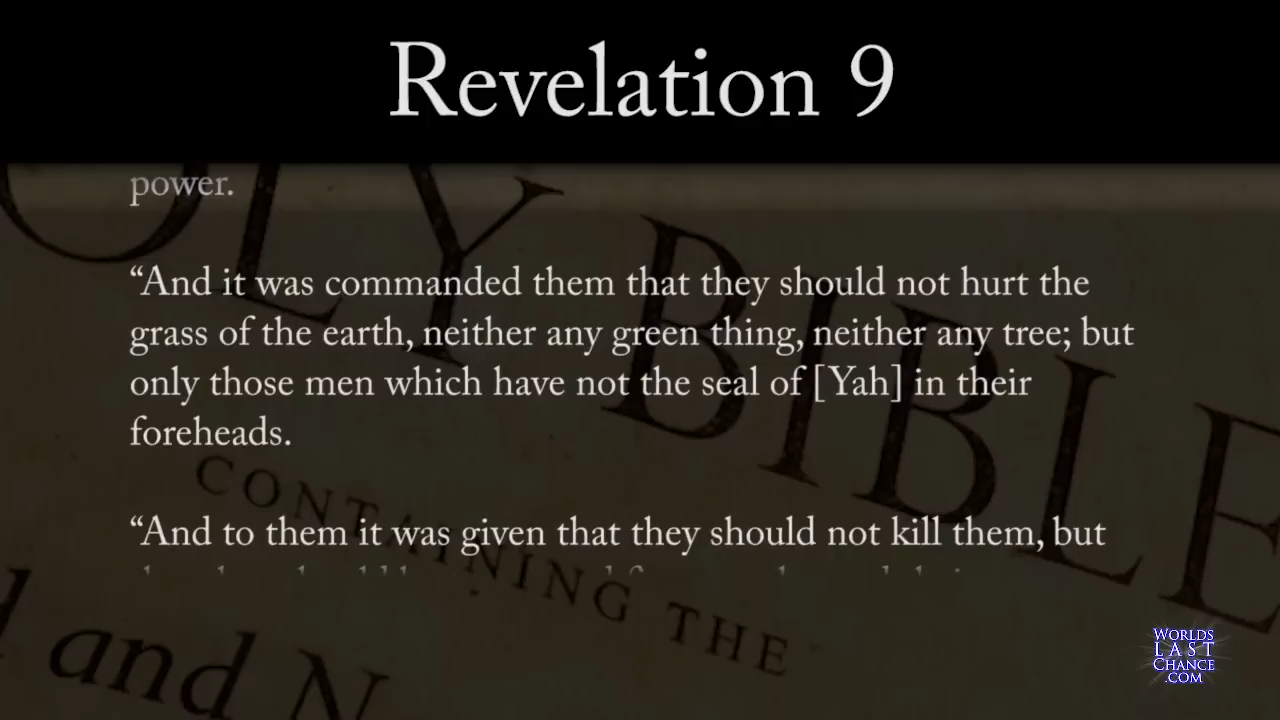 Revelation 9
power.
“And it was commanded them that they should not hurt the
grass of the earth, neither any green thing, neither any tree; but
only those men which have not the seal of [Yah] in their
foreheads.
“And to them it was given that they should not kill them, but
OLY BIBLE
CONTAINING THE
and N
WORLDS
LAST
CHANCE
.COM